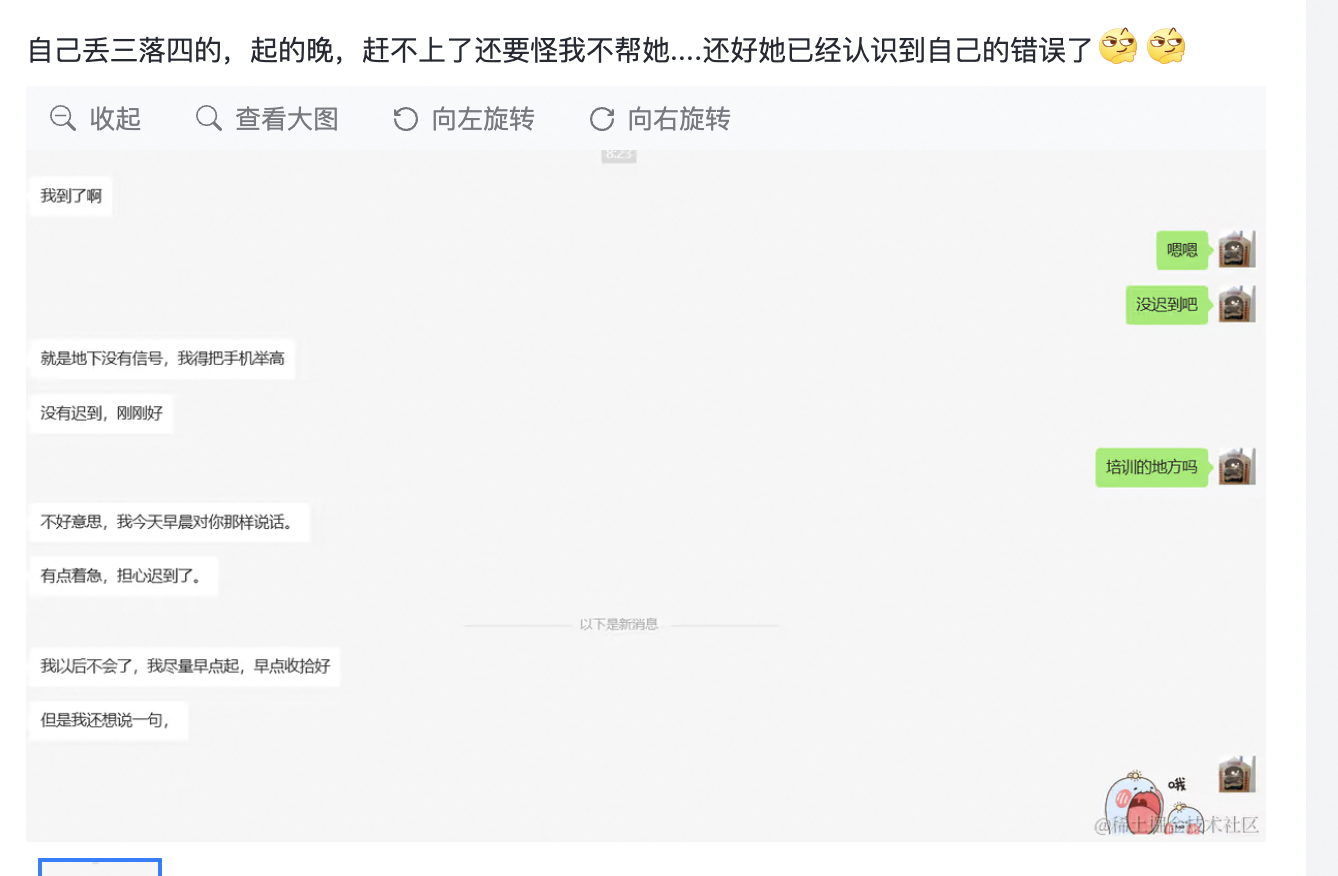 自己丢三落四的，起的晚，赶不上了还要怪我不帮她....还好她已经认识到自己的错误了
收起 查看大图 向左旋转 向右旋转
8:23
我到了啊
嗯嗯
没迟到吧
就是地下没有信号，我得把手机举高
没有迟到，刚刚好
培训的地方吗
不好意思，我今天早晨对你那样说话。
有点着急，担心迟到了。
以下是新消息
我以后不会了，我尽量早点起，早点收拾好
但是我还想说一句，
哦
@稀土掘金技术社区